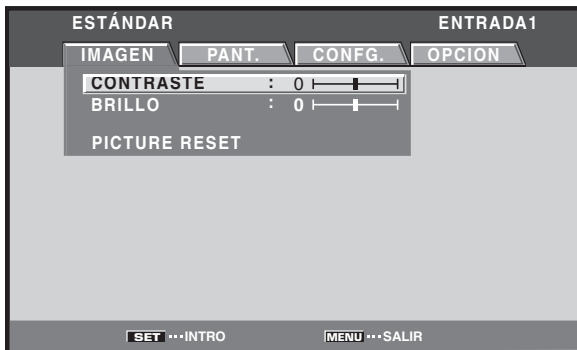 ESTÁNDAR ENTRADA1
IMAGEN PANT. CONFG. OPCION
CONTRASTE : 0
BRILLO : 0
PICTURE RESET
SET ···INTRO MENU ···SALIR